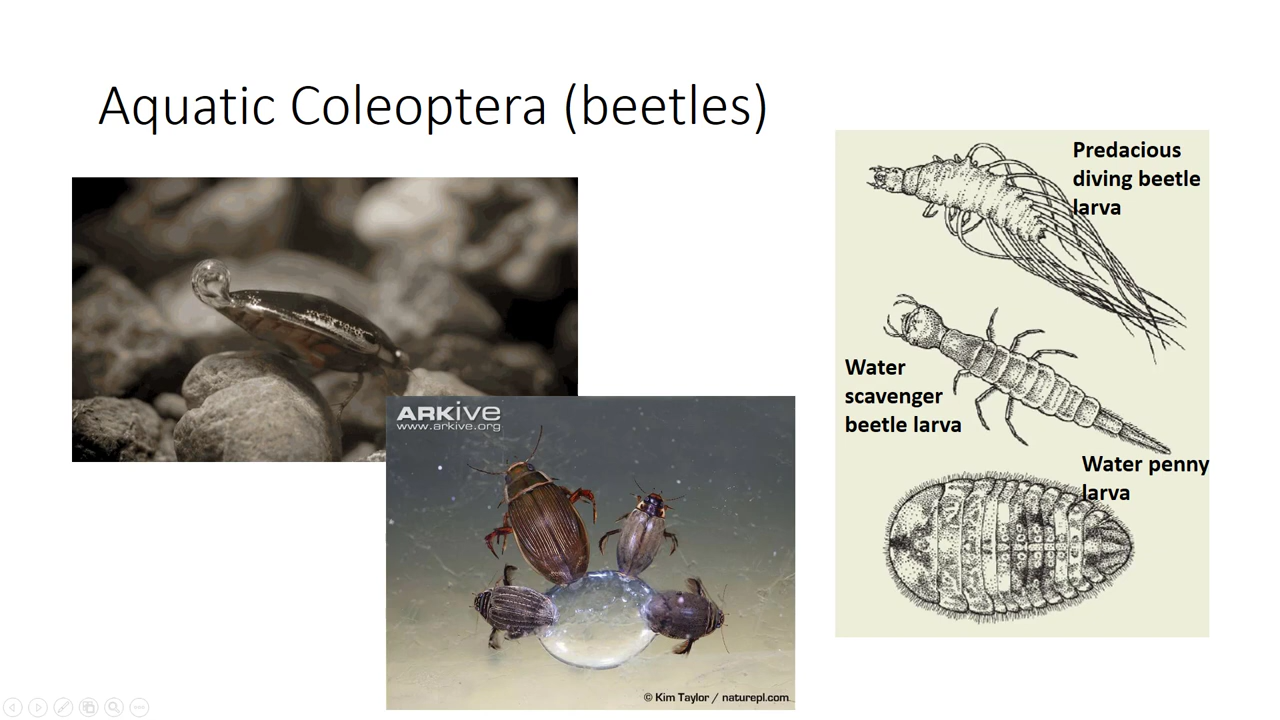 Aquatic Coleoptera (beetles)
Predacious
diving beetle
larva
Water
scavenger
beetle larva
Water penny
larva
ARKive
www.arkive.org
© Kim Taylor / naturepl.com